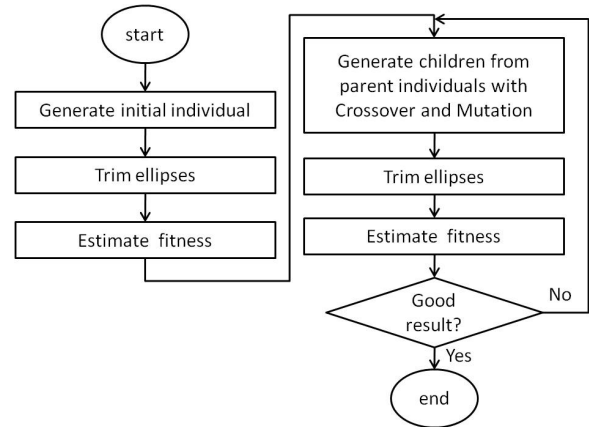 start
Generate initial individual
Trim ellipses
Estimate fitness
Generate children from
parent individuals with
Crossover and Mutation
Trim ellipses
Estimate fitness
Good
result?
No
Yes
end